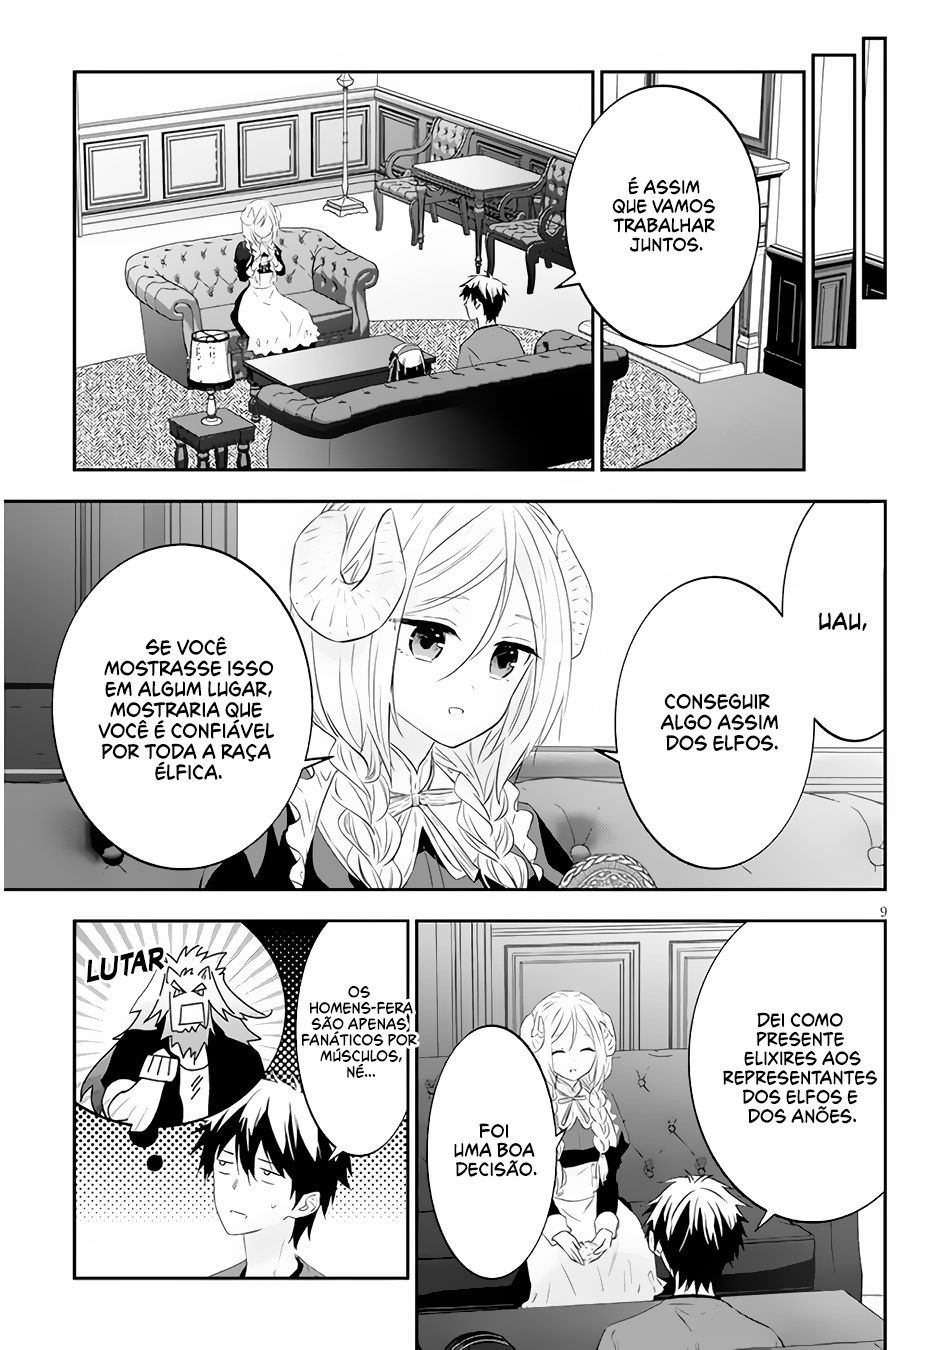 É ASSIM
QUE VAMOS
TRABALHAR
JUNTOS.
UAU,
CONSEGUIR
ALGO ASSIM
DOS ELFOS.
SE VOCÊ
MOSTRASSE ISSO
EM ALGUM LUGAR,
MOSTRARIA QUE
VOCÊ É CONFIÁVEL
POR TODA A RAÇA
ÉLFICA.
9
DEI COMO
PRESENTE
ELIXIRES AOS
REPRESENTANTES
DOS ELFOS E
DOS ANÕES.
FOI
UMA BOA
DECISÃO.
OS
HOMENS-FERA
SÃO APENAS
FANÁTICOS POR
MÚSCULOS,
NÉ...
LUTAR